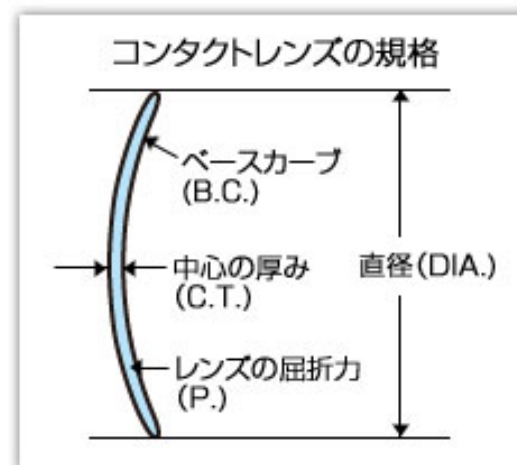 コンタクトレンズの規格
ベースカーブ
(B.C.)
中心の厚み
(C.T.)
直径(DIA.)
レンズの屈折力
(P.)